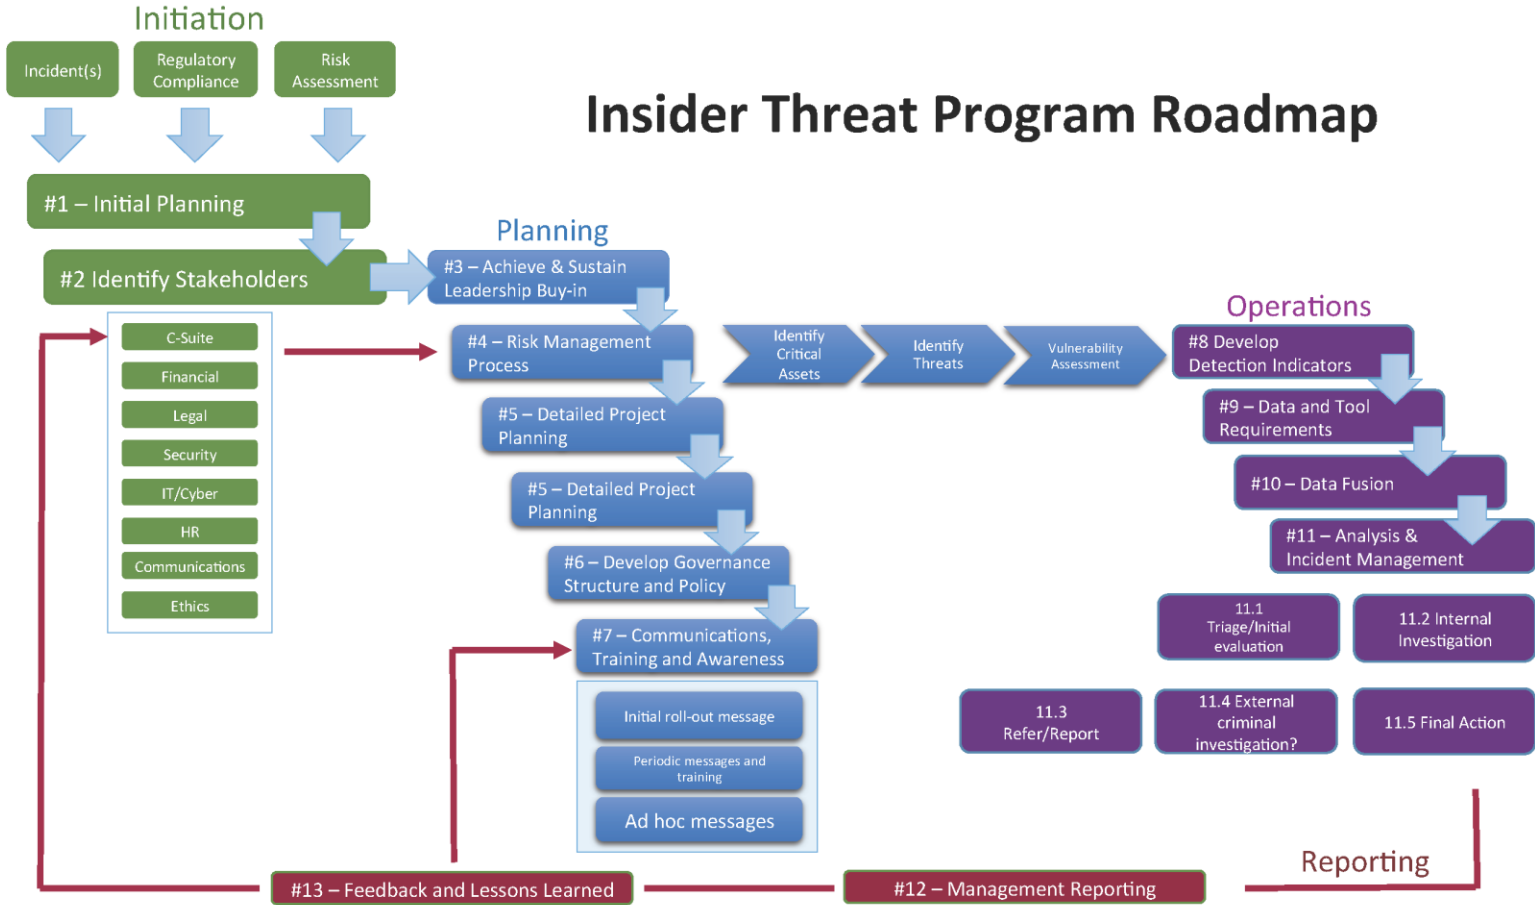 Initiation
Incident(s)
Regulatory
Compliance
Risk
Assessment
Insider Threat Program Roadmap
#1 – Initial Planning
#2 Identify Stakeholders
C-Suite
Financial
Legal
Security
IT/Cyber
HR
Communications
Ethics
Planning
#3 – Achieve & Sustain
Leadership Buy-in
#4 – Risk Management
Process
#5 – Detailed Project
Planning
#5 – Detailed Project
Planning
#6 – Develop Governance
Structure and Policy
#7 – Communications,
Training and Awareness
Initial roll-out message
Periodic messages and
training
Ad hoc messages
Identify
Critical
Assets
Identify
Threats
Vulnerability
Assessment
Operations
#8 Develop
Detection Indicators
#9 – Data and Tool
Requirements
#10 – Data Fusion
#11 – Analysis &
Incident Management
11.1
Triage/Initial
evaluation
11.2 Internal
Investigation
11.3
Refer/Report
11.4 External
criminal
investigation?
11.5 Final Action
Reporting
#12 – Management Reporting
#13 – Feedback and Lessons Learned